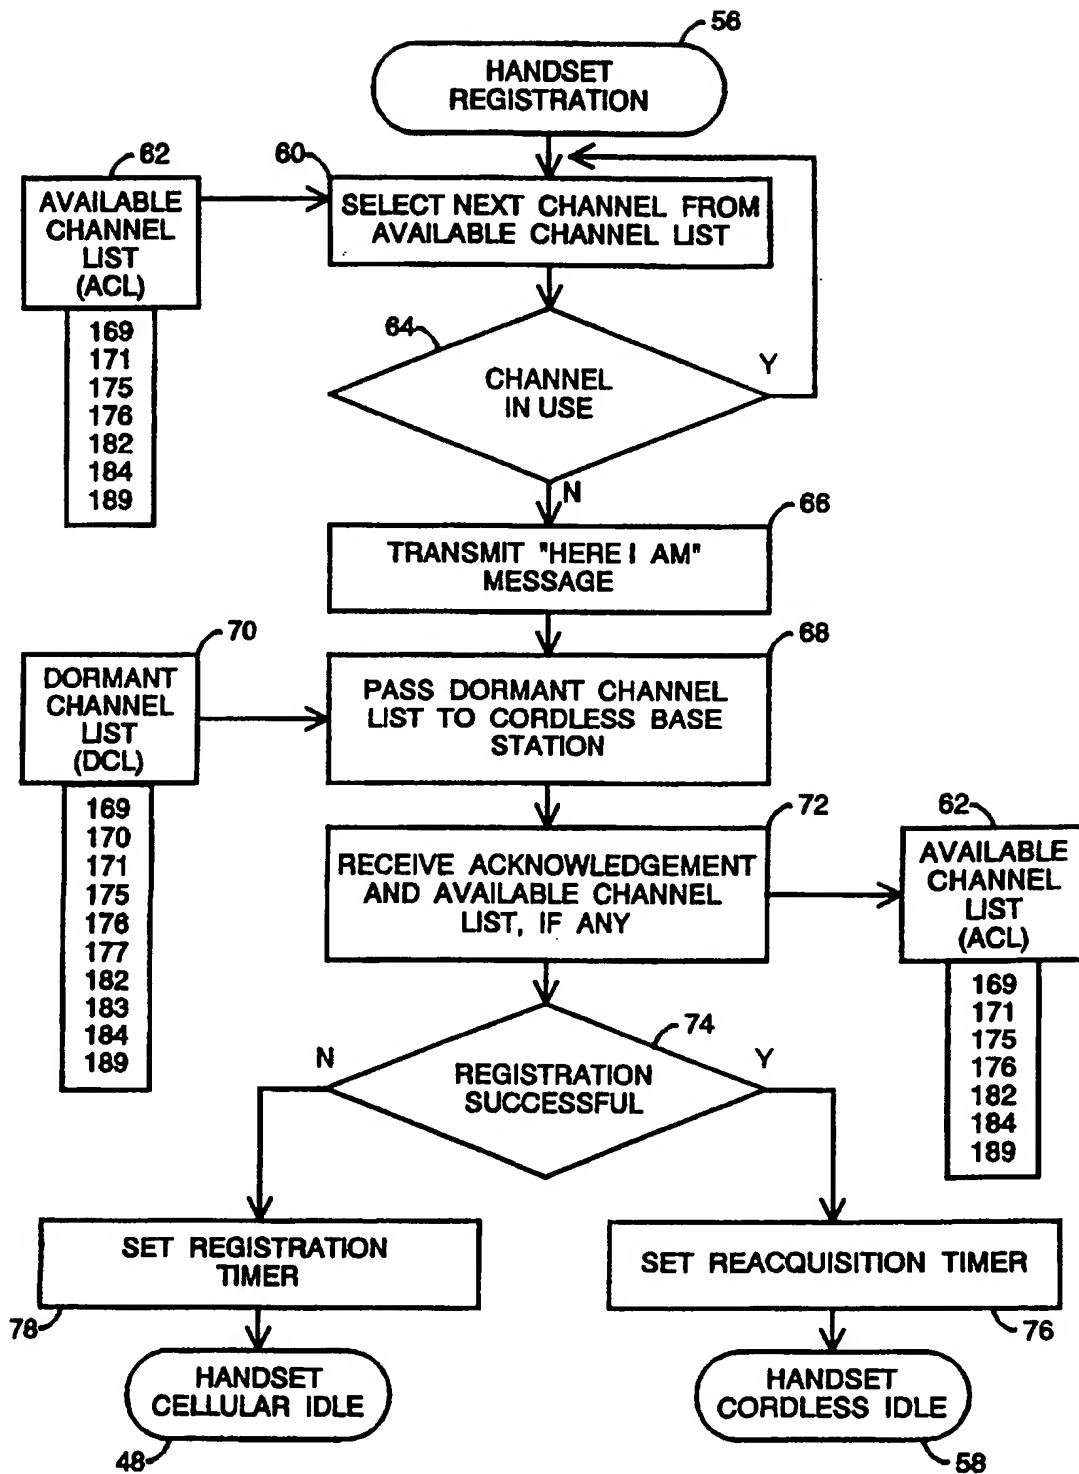 56
HANDSET
REGISTRATION
62
60
AVAILABLE
CHANNEL
LIST
(ACL)
SELECT NEXT CHANNEL FROM
AVAILABLE CHANNEL LIST
169
171
175
176
182
184
189
64
CHANNEL
IN USE
Y
N
66
TRANSMIT "HERE I AM"
MESSAGE
70
68
DORMANT
CHANNEL
LIST
(DCL)
PASS DORMANT CHANNEL
LIST TO CORDLESS BASE
STATION
169
170
171
175
176
177
182
183
184
189
72
62
RECEIVE ACKNOWLEDGEMENT
AND AVAILABLE CHANNEL
LIST, IF ANY
AVAILABLE
CHANNEL
LIST
(ACL)
169
171
175
176
182
184
189
74
N
REGISTRATION
SUCCESSFUL
Y
SET REGISTRATION
TIMER
SET REACQUISITION TIMER
78
76
HANDSET
CELLULAR IDLE
HANDSET
CORDLESS IDLE
48
58